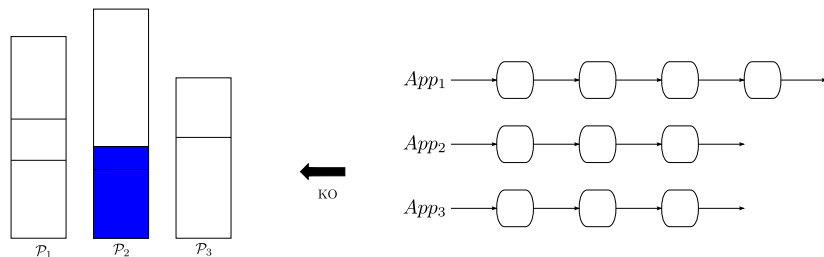 App₁
App₂
KO
App₃
𝒫₁
𝒫₂
𝒫₃